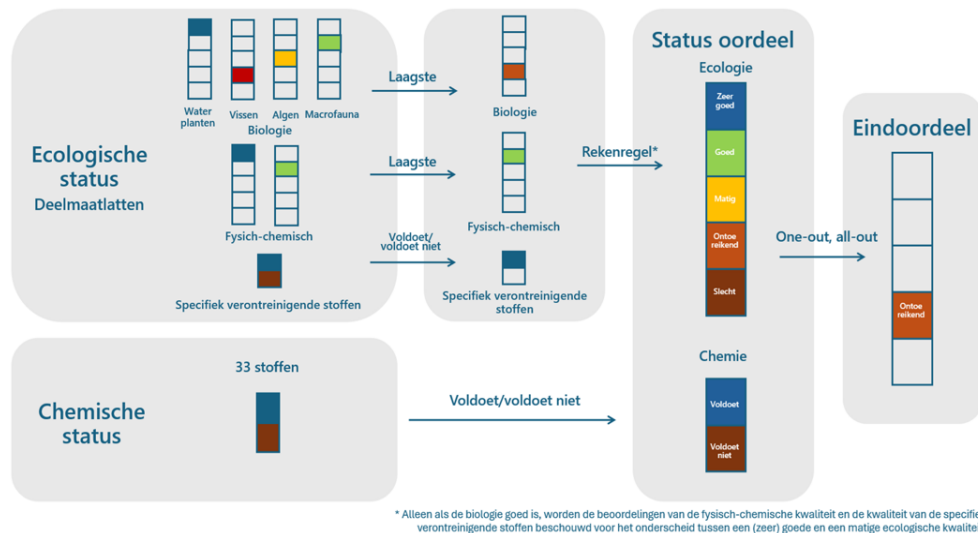 Water
planten
Vissen
Algen
Macrofauna
Biologie
Ecologische
status
Deelmaatlatten
Fysich-chemisch
Specifiek verontreinigende stoffen
Laagste
Laagste
Voldoet/
voldoet niet
Biologie
Fysisch-chemisch
Specifiek verontreinigende
stoffen
Rekenregel*
Status oordeel
Ecologie
Zeer
goed
Goed
Matig
Ontoe
reikend
Slecht
One-out, all-out
Eindoordeel
Ontoe
reikend
33 stoffen
Chemische
status
Voldoet/voldoet niet
Chemie
Voldoet
Voldoet
niet
* Alleen als de biologie goed is, worden de beoordelingen van de fysisch-chemische kwaliteit en de kwaliteit van de specifie
verontreinigende stoffen beschouwd voor het onderscheid tussen een (zeer) goede en een matige ecologische kwalite